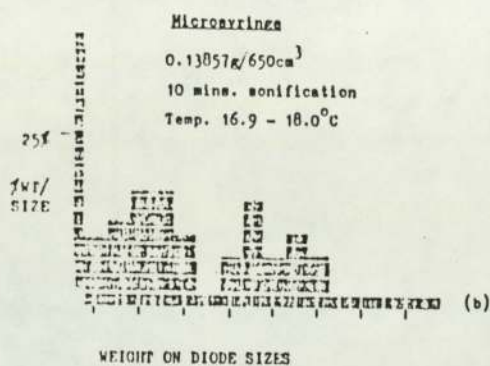 Microsyringe
0.13857g/650cm³
10 mins. sonification
Temp. 16.9 - 18.0°C
25%
%WT/
SIZE
(b)
WEIGHT ON DIODE SIZES